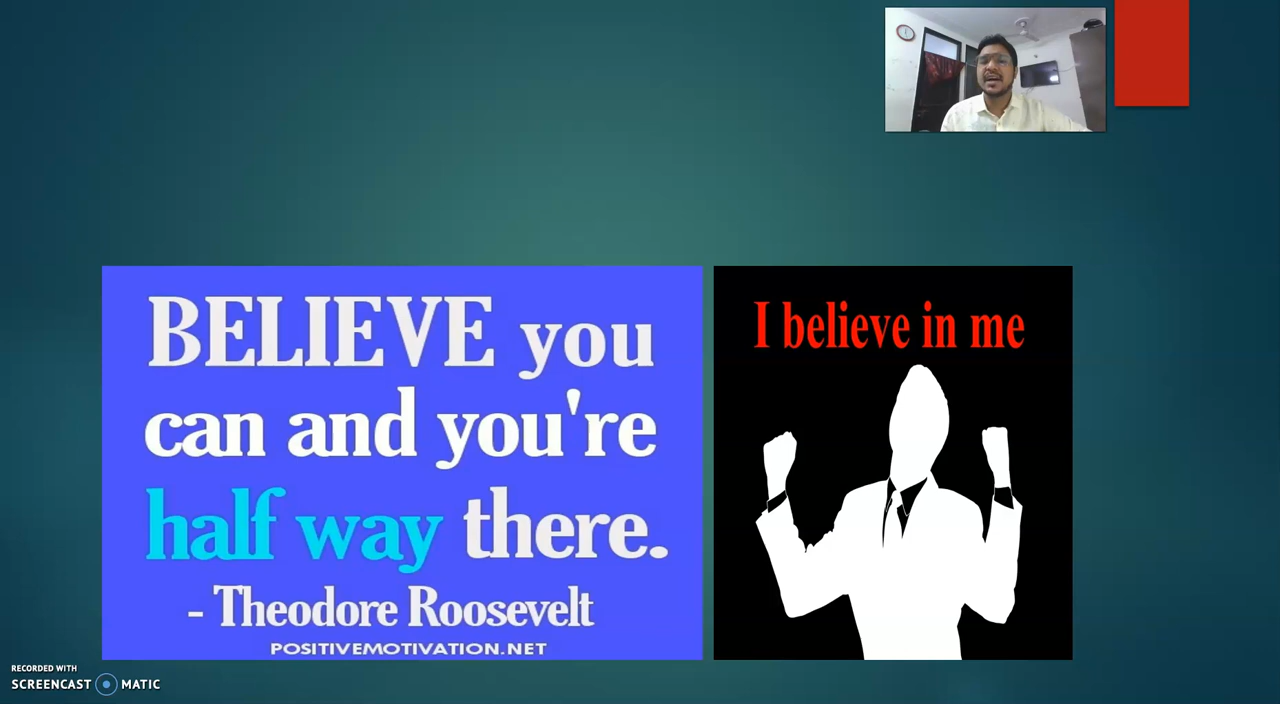 BELIEVE you
can and you're
half way there.
- Theodore Roosevelt
POSITIVEMOTIVATION.NET
I believe in me
RECORDED WITH
SCREENCAST MATIC